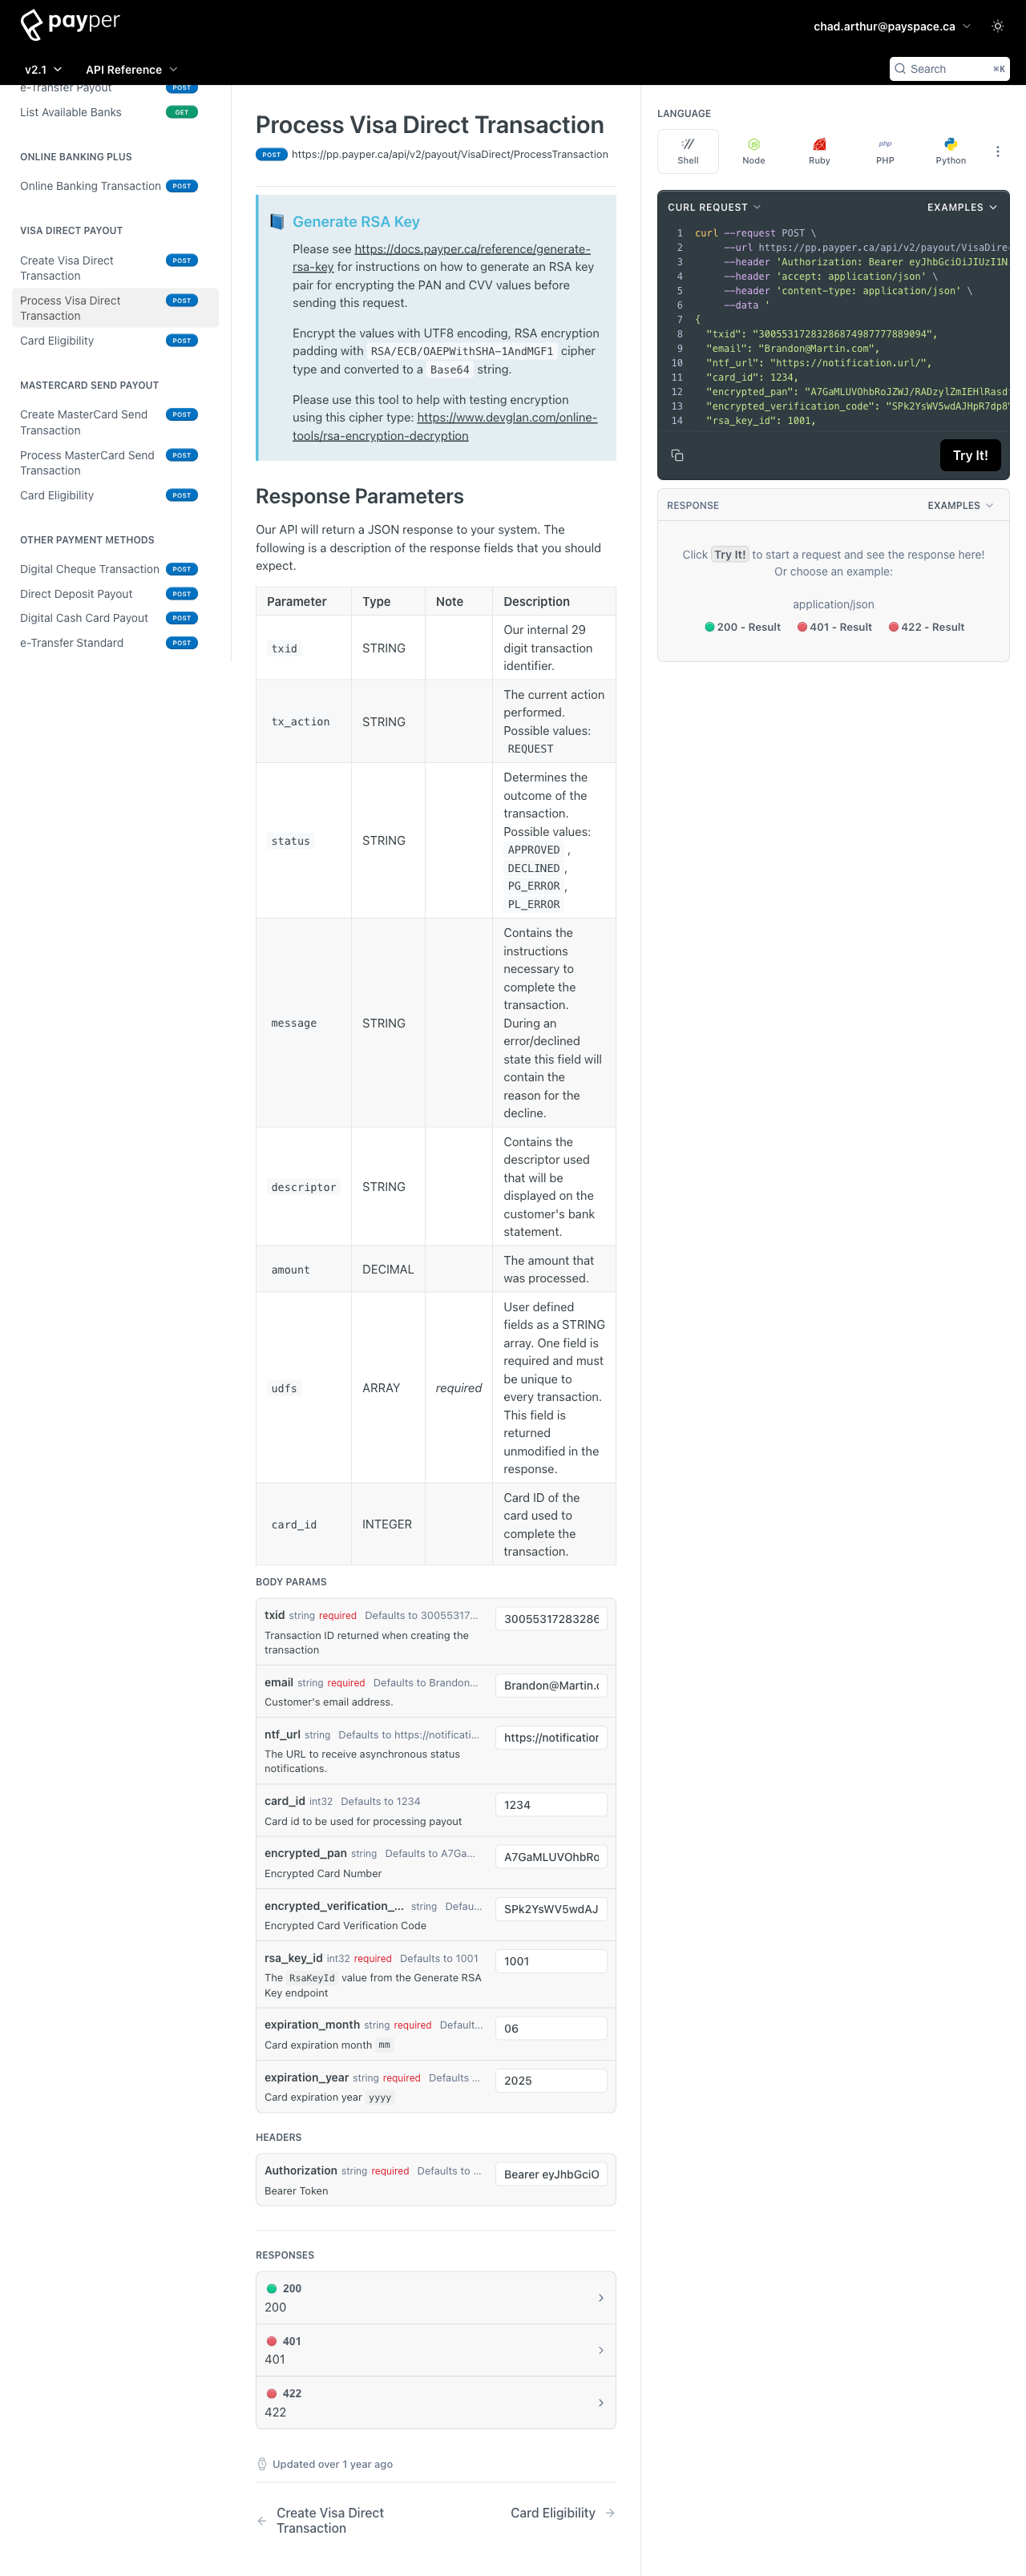 payper
chad.arthur@payspace.ca
v2.1
API Reference
Search
⌘K
e-Transfer Payout POST
List Available Banks GET
ONLINE BANKING PLUS
Online Banking Transaction POST
VISA DIRECT PAYOUT
Create Visa Direct
Transaction POST
Process Visa Direct
Transaction POST
Card Eligibility POST
MASTERCARD SEND PAYOUT
Create MasterCard Send
Transaction POST
Process MasterCard Send
Transaction POST
Card Eligibility POST
OTHER PAYMENT METHODS
Digital Cheque Transaction POST
Direct Deposit Payout POST
Digital Cash Card Payout POST
e-Transfer Standard POST
Process Visa Direct Transaction
POST https://pp.payper.ca/api/v2/payout/VisaDirect/ProcessTransaction
Generate RSA Key
Please see https://docs.payper.ca/reference/generate-
rsa-key for instructions on how to generate an RSA key
pair for encrypting the PAN and CVV values before
sending this request.
Encrypt the values with UTF8 encoding, RSA encryption
padding with RSA/ECB/OAEPWithSHA-1AndMGF1 cipher
type and converted to a Base64 string.
Please use this tool to help with testing encryption
using this cipher type: https://www.devglan.com/online-
tools/rsa-encryption-decryption
Response Parameters
Our API will return a JSON response to your system. The
following is a description of the response fields that you should
expect.
Parameter Type Note Description
txid STRING Our internal 29
digit transaction
identifier.
tx_action STRING The current action
performed.
Possible values:
REQUEST
status STRING Determines the
outcome of the
transaction.
Possible values:
APPROVED ,
DECLINED ,
PG_ERROR ,
PL_ERROR
message STRING Contains the
instructions
necessary to
complete the
transaction.
During an
error/declined
state this field will
contain the
reason for the
decline.
descriptor STRING Contains the
descriptor used
that will be
displayed on the
customer's bank
statement.
amount DECIMAL The amount that
was processed.
udfs ARRAY required User defined
fields as a STRING
array. One field is
required and must
be unique to
every transaction.
This field is
returned
unmodified in the
response.
card_id INTEGER Card ID of the
card used to
complete the
transaction.
BODY PARAMS
txid string required Defaults to 30055317... 30055317283286
Transaction ID returned when creating the
transaction
email string required Defaults to Brandon... Brandon@Martin.c
Customer's email address.
ntf_url string Defaults to https://notificati... https://notification
The URL to receive asynchronous status
notifications.
card_id int32 Defaults to 1234 1234
Card id to be used for processing payout
encrypted_pan string Defaults to A7Ga... A7GaMLUVOhbRo
Encrypted Card Number
encrypted_verification_... string Defau... SPk2YsWV5wdAJ
Encrypted Card Verification Code
rsa_key_id int32 required Defaults to 1001 1001
The RsaKeyId value from the Generate RSA
Key endpoint
expiration_month string required Default... 06
Card expiration month mm
expiration_year string required Defaults ... 2025
Card expiration year yyyy
HEADERS
Authorization string required Defaults to ... Bearer eyJhbGciO
Bearer Token
RESPONSES
200
200
401
401
422
422
Updated over 1 year ago
Create Visa Direct
Transaction
Card Eligibility
LANGUAGE
Shell Node Ruby php PHP Python
CURL REQUEST EXAMPLES
1 curl --request POST \
2 --url https://pp.payper.ca/api/v2/payout/VisaDire
3 --header 'Authorization: Bearer eyJhbGciOiJIUzI1N
4 --header 'accept: application/json' \
5 --header 'content-type: application/json' \
6 --data '
7 {
8 "txid": "30055317283286874987777889094",
9 "email": "Brandon@Martin.com",
10 "ntf_url": "https://notification.url/",
11 "card_id": 1234,
12 "encrypted_pan": "A7GaMLUVOhbRoJZWJ/RADzylZmIEHlRasd
13 "encrypted_verification_code": "SPk2YsWV5wdAJHpR7dp8
14 "rsa_key_id": 1001,
Try It!
RESPONSE EXAMPLES
Click Try It! to start a request and see the response here!
Or choose an example:
application/json
200 - Result 401 - Result 422 - Result